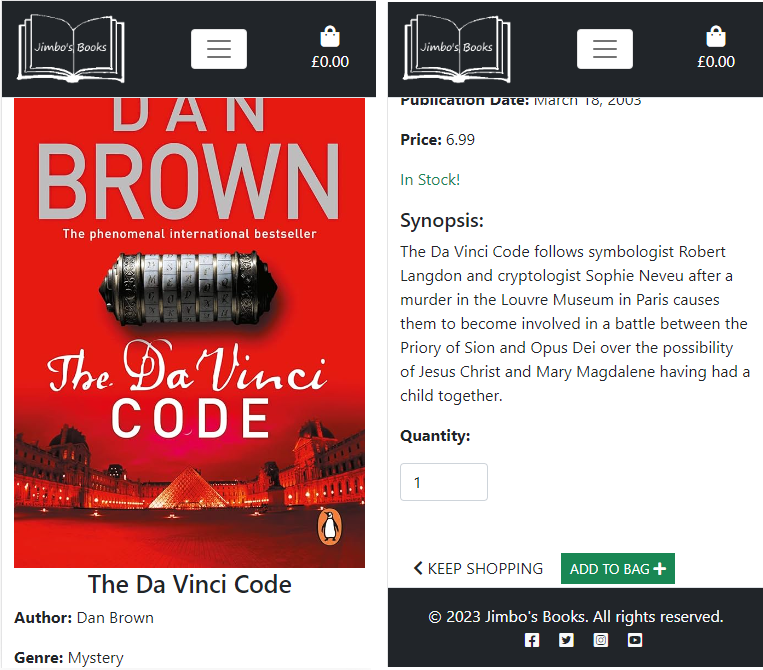 Jimbo's Books
£0.00
DAN
BROWN
The phenomenal international bestseller
The Da Vinci
CODE
The Da Vinci Code
Author: Dan Brown
Genre: Mystery
Jimbo's Books
£0.00
Publication Date: March 18, 2003
Price: 6.99
In Stock!
Synopsis:
The Da Vinci Code follows symbologist Robert
Langdon and cryptologist Sophie Neveu after a
murder in the Louvre Museum in Paris causes
them to become involved in a battle between the
Priory of Sion and Opus Dei over the possibility
of Jesus Christ and Mary Magdalene having had a
child together.
Quantity:
1
KEEP SHOPPING
ADD TO BAG
© 2023 Jimbo's Books. All rights reserved.